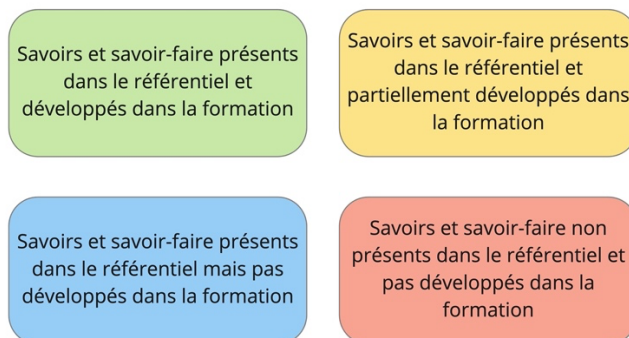 Savoirs et savoir-faire présents
dans le référentiel et
développés dans la formation
Savoirs et savoir-faire présents
dans le référentiel et
partiellement développés dans
la formation
Savoirs et savoir-faire présents
dans le référentiel mais pas
développés dans la formation
Savoirs et savoir-faire non
présents dans le référentiel et
pas développés dans la
formation